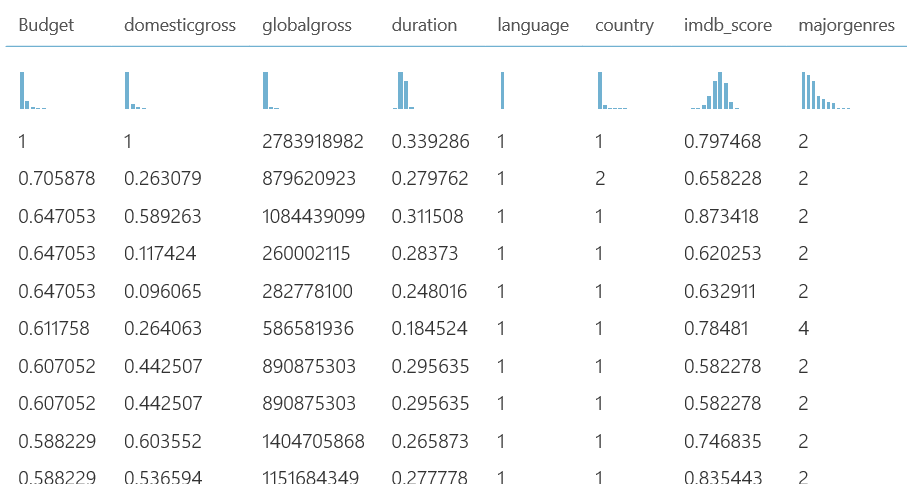 Budget domesticgross globalgross duration language country imdb_score majorgenres
1 1 2783918982 0.339286 1 1 0.797468 2
0.705878 0.263079 879620923 0.279762 1 2 0.658228 2
0.647053 0.589263 1084439099 0.311508 1 1 0.873418 2
0.647053 0.117424 260002115 0.28373 1 1 0.620253 2
0.647053 0.096065 282778100 0.248016 1 1 0.632911 2
0.611758 0.264063 586581936 0.184524 1 1 0.78481 4
0.607052 0.442507 890875303 0.295635 1 1 0.582278 2
0.607052 0.442507 890875303 0.295635 1 1 0.582278 2
0.588229 0.603552 1404705868 0.265873 1 1 0.746835 2
0.588229 0.536594 1151684349 0.277778 1 1 0.835443 2